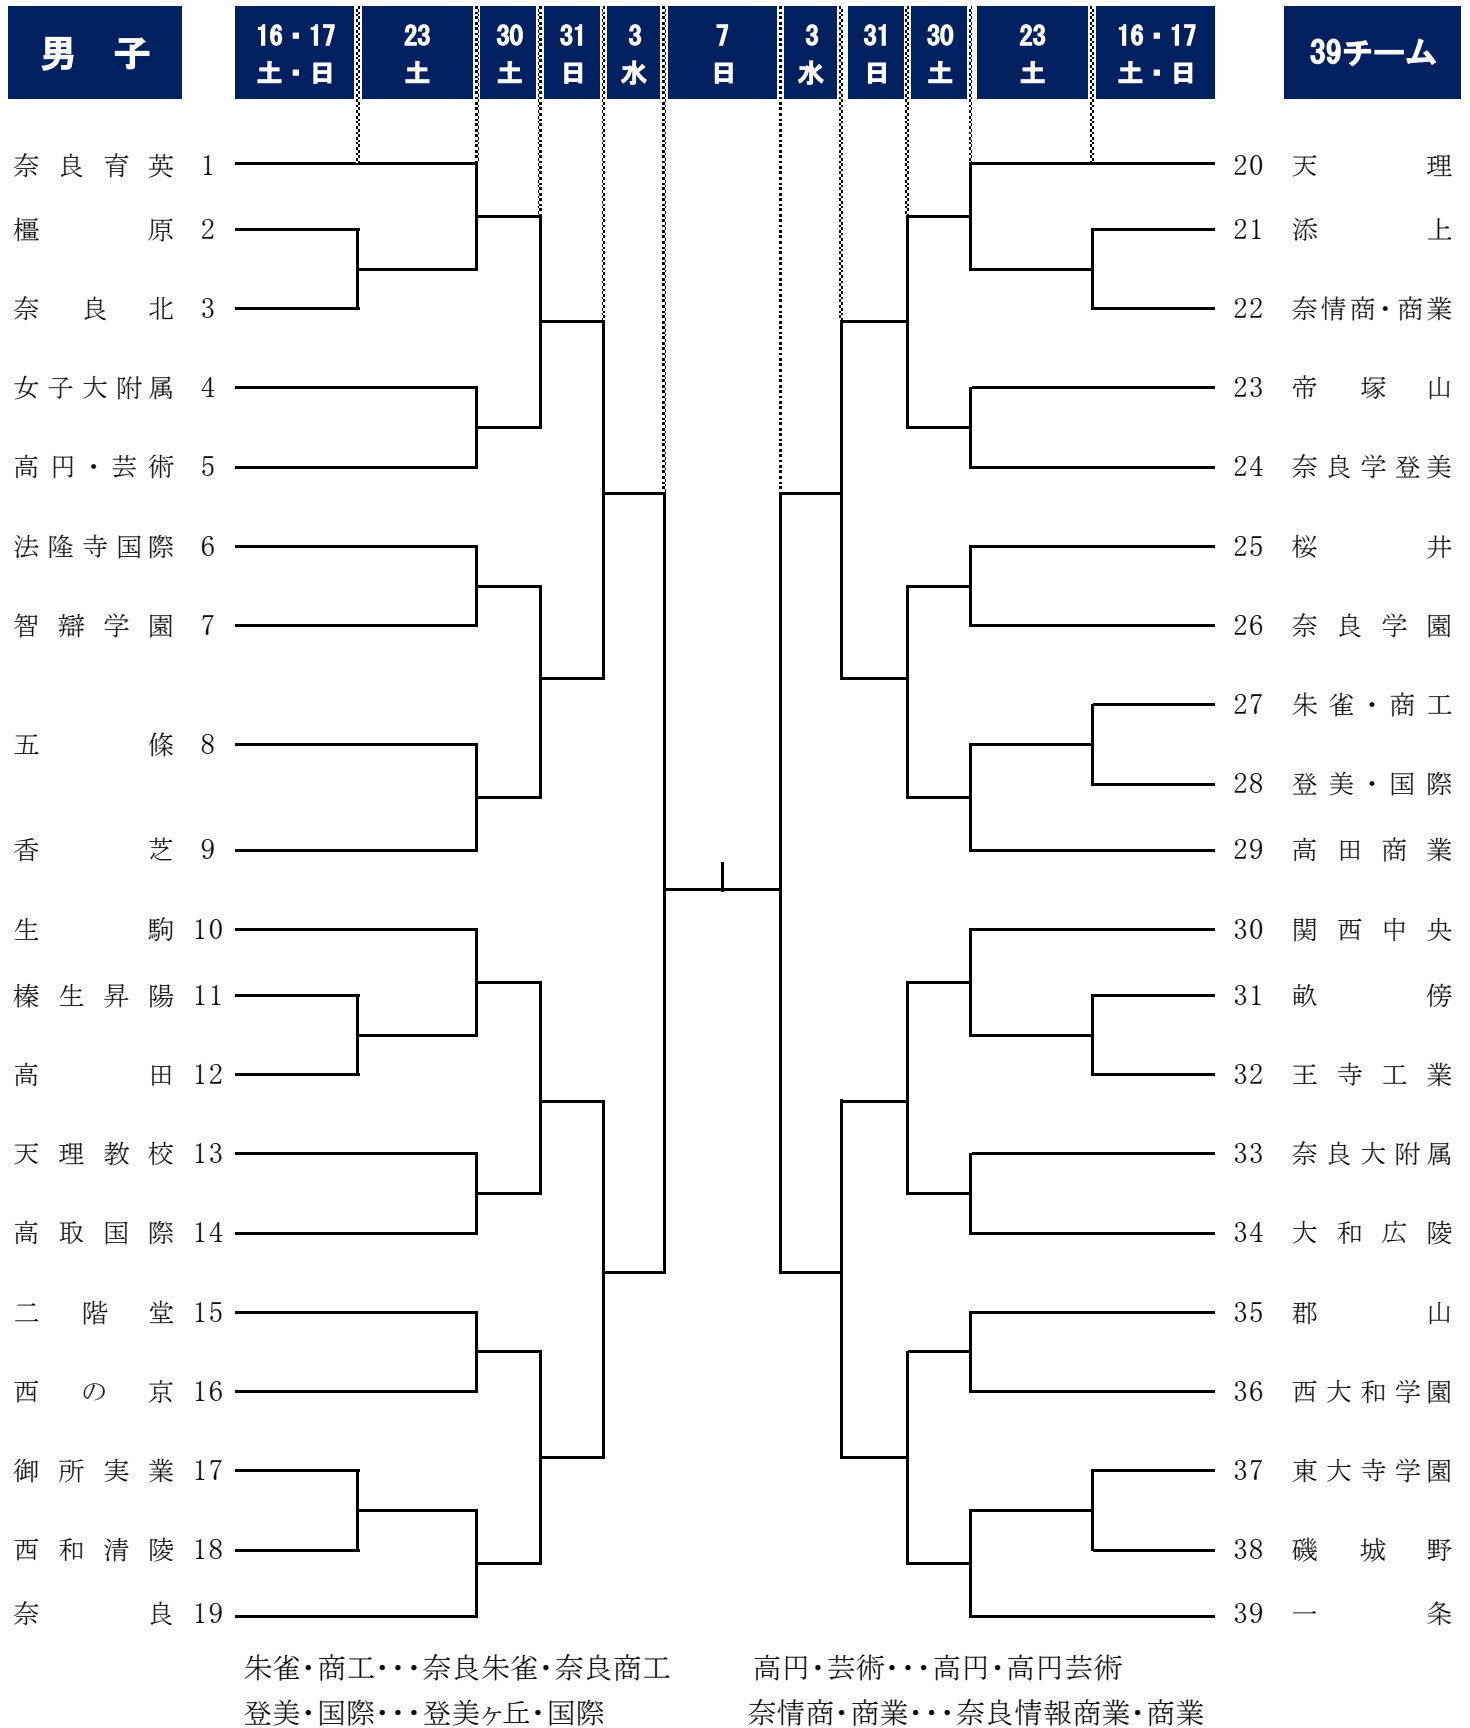 男 子
16・17 23 30 31 3 7 3 31 30 23 16・17
土・日 土 土 日 水 日 水 日 土 土 土・日
39チーム
奈良育英 1
橿原 2
奈良北 3
女子大附属 4
高円・芸術 5
法隆寺国際 6
智辯学園 7
五條 8
香芝 9
生駒 10
榛生昇陽 11
高田 12
天理教校 13
高取国際 14
二階堂 15
西の京 16
御所実業 17
西和清陵 18
奈良 19
20 天理
21 添上
22 奈情商・商業
23 帝塚山
24 奈良学登美
25 桜井
26 奈良学園
27 朱雀・商工
28 登美・国際
29 高田商業
30 関西中央
31 畝傍
32 王寺工業
33 奈良大附属
34 大和広陵
35 郡山
36 西大和学園
37 東大寺学園
38 磯城野
39 一条
朱雀・商工・・・奈良朱雀・奈良商工
高円・芸術・・・高円・高円芸術
登美・国際・・・登美ヶ丘・国際
奈情商・商業・・・奈良情報商業・商業